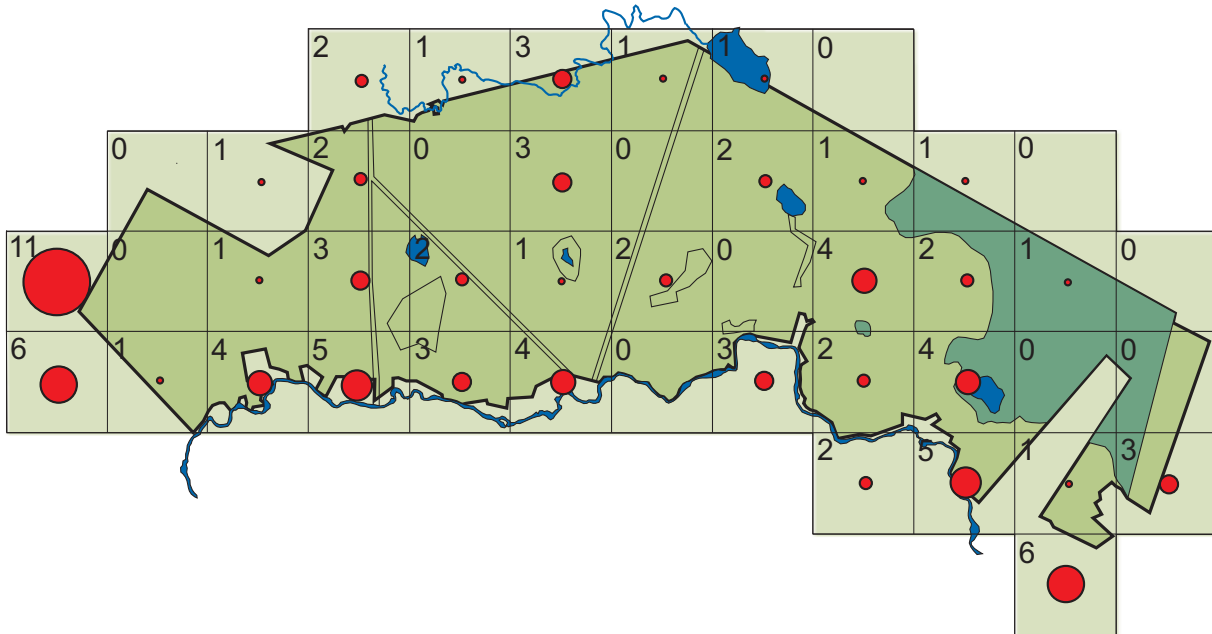 2 1 3 1 1 0
0 1 2 0 3 0 2 1 1 0
11 0 1 3 2 1 2 0 4 2 1 0
6 1 4 5 3 4 0 3 2 4 0 0
2 5 1 3
6